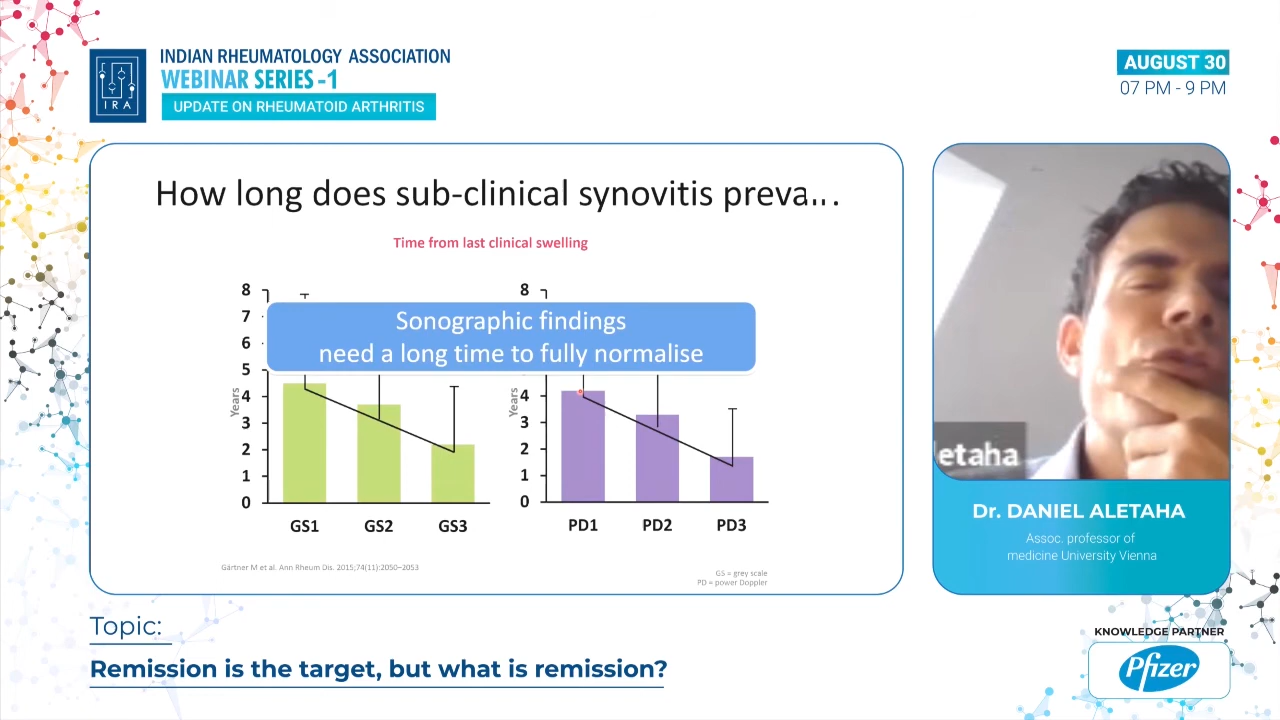 INDIAN RHEUMATOLOGY ASSOCIATION
WEBINAR SERIES -1
UPDATE ON RHEUMATOID ARTHRITIS
IRA
AUGUST 30
07 PM - 9 PM
How long does sub-clinical synovitis preva...
Time from last clinical swelling
Sonographic findings
need a long time to fully normalise
8
7
6
5
4
3
2
1
0
Years
GS1 GS2 GS3
8
4
3
2
1
0
Years
PD1 PD2 PD3
Gärtner M et al. Ann Rheum Dis. 2015;74(11):2050–2053
GS = grey scale
PD = power Doppler
letaha
Dr. DANIEL ALETAHA
Assoc. professor of
medicine University Vienna
Topic:
Remission is the target, but what is remission?
KNOWLEDGE PARTNER
Pfizer